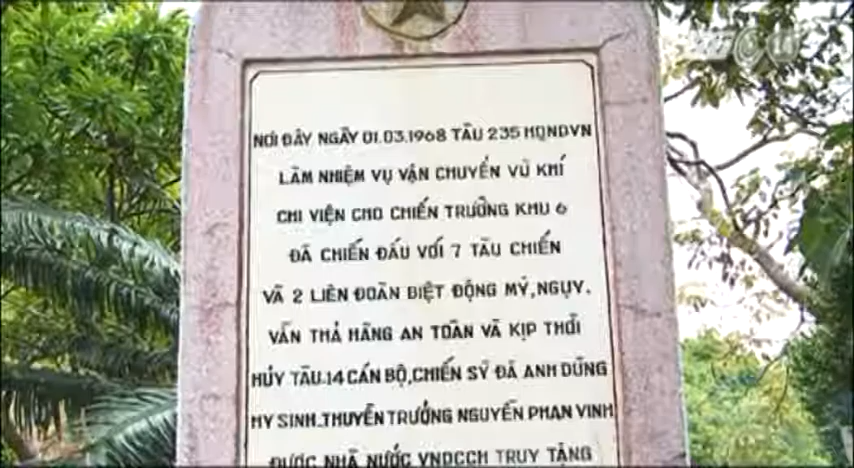 NƠI ĐÂY NGÀY 01.03.1968 TÀU 235 HQNDVN
LÀM NHIỆM VỤ VẬN CHUYỂN VŨ KHÍ
CHI VIỆN CHO CHIẾN TRƯỜNG KHU 6
ĐÃ CHIẾN ĐẤU VỚI 7 TÀU CHIẾN
VÀ 2 LIÊN ĐOÀN BIỆT ĐỘNG MỸ,NGỤY.
VẪN THẢ HÀNG AN TOÀN VÀ KỊP THỜI
HỦY TÀU.14 CÁN BỘ,CHIẾN SỸ ĐÃ ANH DŨNG
HY SINH.THUYỀN TRƯỞNG NGUYỄN PHAN VINH
ĐƯỢC NHÀ NƯỚC VNDCCH TRUY TẶNG